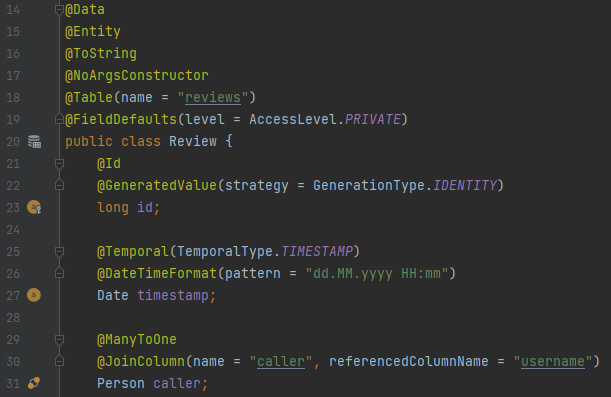 14 @Data
15 @Entity
16 @ToString
17 @NoArgsConstructor
18 @Table(name = "reviews")
19 @FieldDefaults(level = AccessLevel.PRIVATE)
20 public class Review {
21 @Id
22 @GeneratedValue(strategy = GenerationType.IDENTITY)
23 long id;
24
25 @Temporal(TemporalType.TIMESTAMP)
26 @DateTimeFormat(pattern = "dd.MM.yyyy HH:mm")
27 Date timestamp;
28
29 @ManyToOne
30 @JoinColumn(name = "caller", referencedColumnName = "username")
31 Person caller;